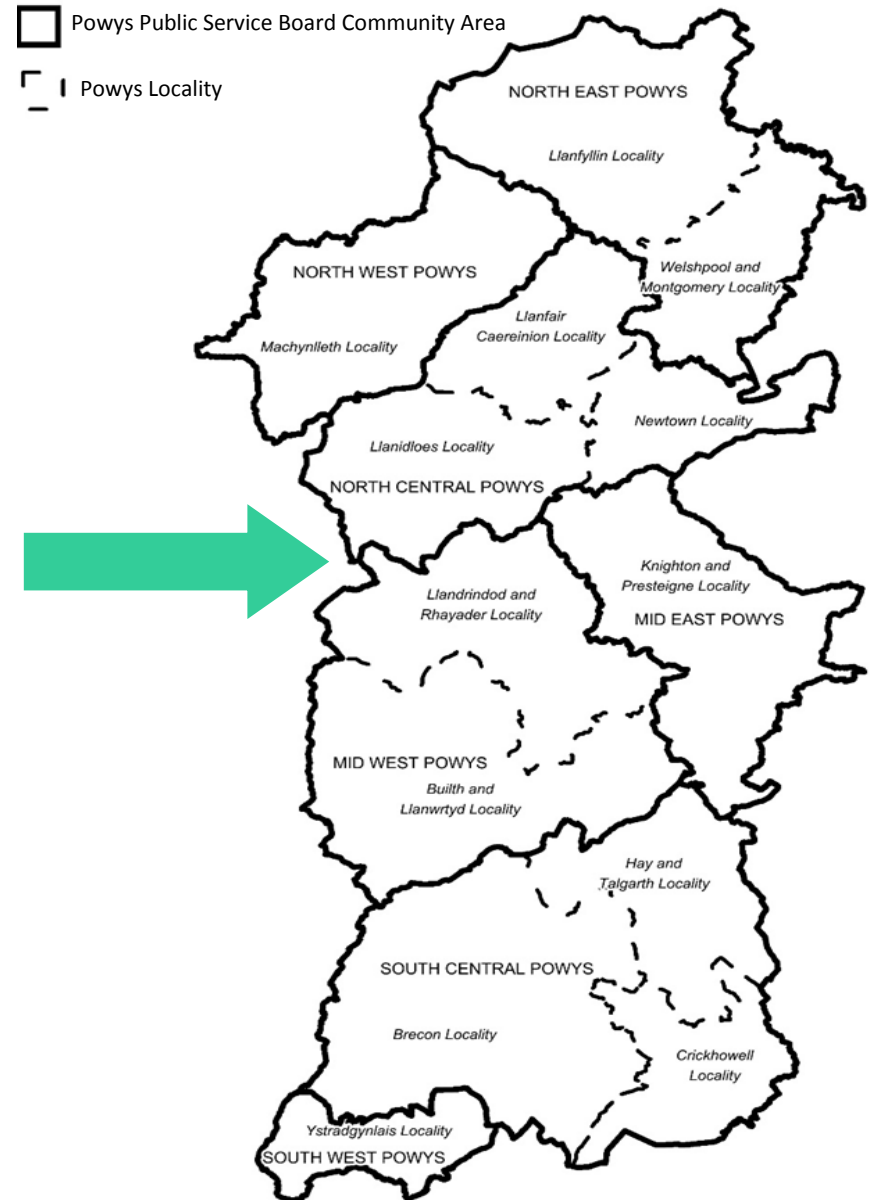 Powys Public Service Board Community Area
Powys Locality
NORTH EAST POWYS
Llanfyllin Locality
Welshpool and
Montgomery Locality
NORTH WEST POWYS
Machynlleth Locality
Llanfair
Caereinion Locality
Newtown Locality
Llanidloes Locality
NORTH CENTRAL POWYS
Knighton and
Presteigne Locality
MID EAST POWYS
Llandrindod and
Rhayader Locality
MID WEST POWYS
Builth and
Llanwrtyd Locality
Hay and
Talgarth Locality
SOUTH CENTRAL POWYS
Brecon Locality
Crickhowell
Locality
Ystradgynlais Locality
SOUTH WEST POWYS